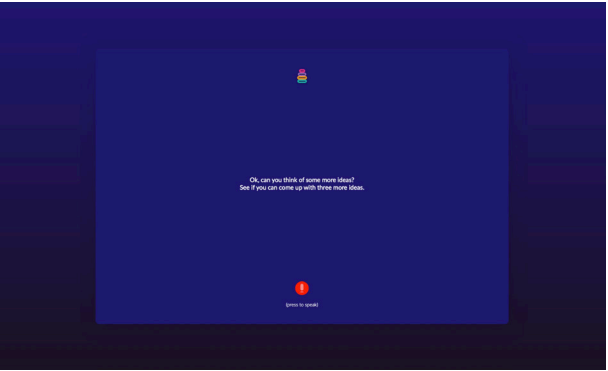 Ok, can you think of some more ideas?
See if you can come up with three more ideas.
(press to speak)